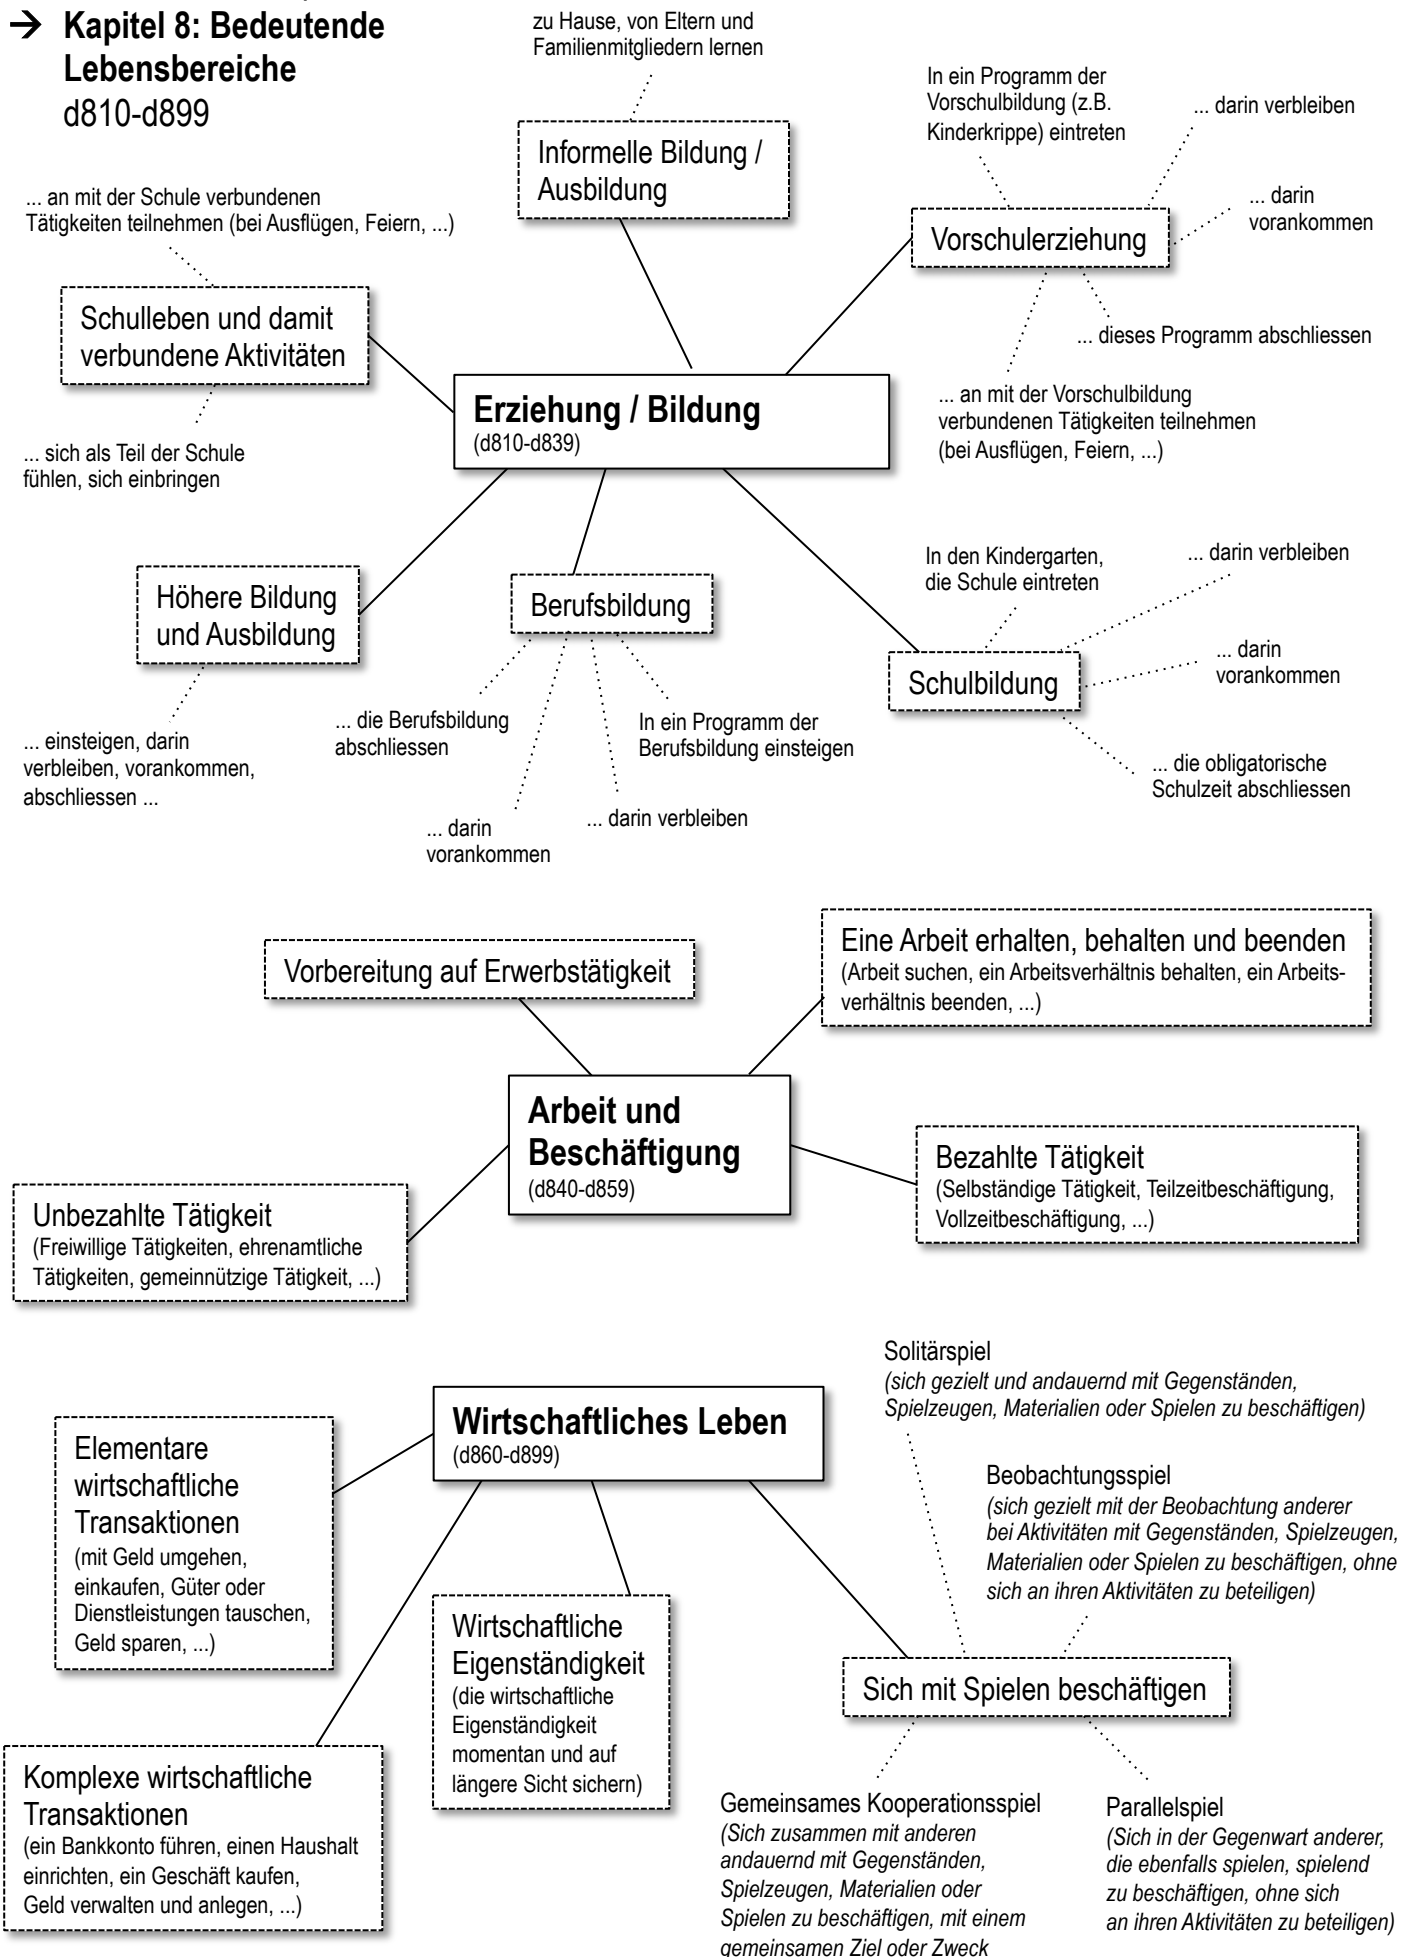 → Kapitel 8: Bedeutende
Lebensbereiche
d810-d899
zu Hause, von Eltern und
Familienmitgliedern lernen
Informelle Bildung /
Ausbildung
In ein Programm der
Vorschulbildung (z.B.
Kinderkrippe) eintreten
... darin verbleiben
... darin
vorankommen
Vorschulerziehung
... dieses Programm abschliessen
... an mit der Vorschulbildung
verbundenen Tätigkeiten teilnehmen
(bei Ausflügen, Feiern, ...)
... an mit der Schule verbundenen
Tätigkeiten teilnehmen (bei Ausflügen, Feiern, ...)
Schulleben und damit
verbundene Aktivitäten
... sich als Teil der Schule
fühlen, sich einbringen
Erziehung / Bildung
(d810-d839)
Höhere Bildung
und Ausbildung
... einsteigen, darin
verbleiben, vorankommen,
abschliessen ...
Berufsbildung
... die Berufsbildung
abschliessen
... darin
vorankommen
... darin verbleiben
In ein Programm der
Berufsbildung einsteigen
In den Kindergarten,
die Schule eintreten
... darin verbleiben
... darin
vorankommen
Schulbildung
... die obligatorische
Schulzeit abschliessen
Vorbereitung auf Erwerbstätigkeit
Eine Arbeit erhalten, behalten und beenden
(Arbeit suchen, ein Arbeitsverhältnis behalten, ein Arbeits-
verhältnis beenden, ...)
Arbeit und
Beschäftigung
(d840-d859)
Bezahlte Tätigkeit
(Selbständige Tätigkeit, Teilzeitbeschäftigung,
Vollzeitbeschäftigung, ...)
Unbezahlte Tätigkeit
(Freiwillige Tätigkeiten, ehrenamtliche
Tätigkeiten, gemeinnützige Tätigkeit, ...)
Wirtschaftliches Leben
(d860-d899)
Elementare
wirtschaftliche
Transaktionen
(mit Geld umgehen,
einkaufen, Güter oder
Dienstleistungen tauschen,
Geld sparen, ...)
Komplexe wirtschaftliche
Transaktionen
(ein Bankkonto führen, einen Haushalt
einrichten, ein Geschäft kaufen,
Geld verwalten und anlegen, ...)
Wirtschaftliche
Eigenständigkeit
(die wirtschaftliche
Eigenständigkeit
momentan und auf
längere Sicht sichern)
Solitärspiel
(sich gezielt und andauernd mit Gegenständen,
Spielzeugen, Materialien oder Spielen zu beschäftigen)
Beobachtungsspiel
(sich gezielt mit der Beobachtung anderer
bei Aktivitäten mit Gegenständen, Spielzeugen,
Materialien oder Spielen zu beschäftigen, ohne
sich an ihren Aktivitäten zu beteiligen)
Sich mit Spielen beschäftigen
Gemeinsames Kooperationsspiel
(Sich zusammen mit anderen
andauernd mit Gegenständen,
Spielzeugen, Materialien oder
Spielen zu beschäftigen, mit einem
gemeinsamen Ziel oder Zweck
Parallelspiel
(Sich in der Gegenwart anderer,
die ebenfalls spielen, spielend
zu beschäftigen, ohne sich
an ihren Aktivitäten zu beteiligen)